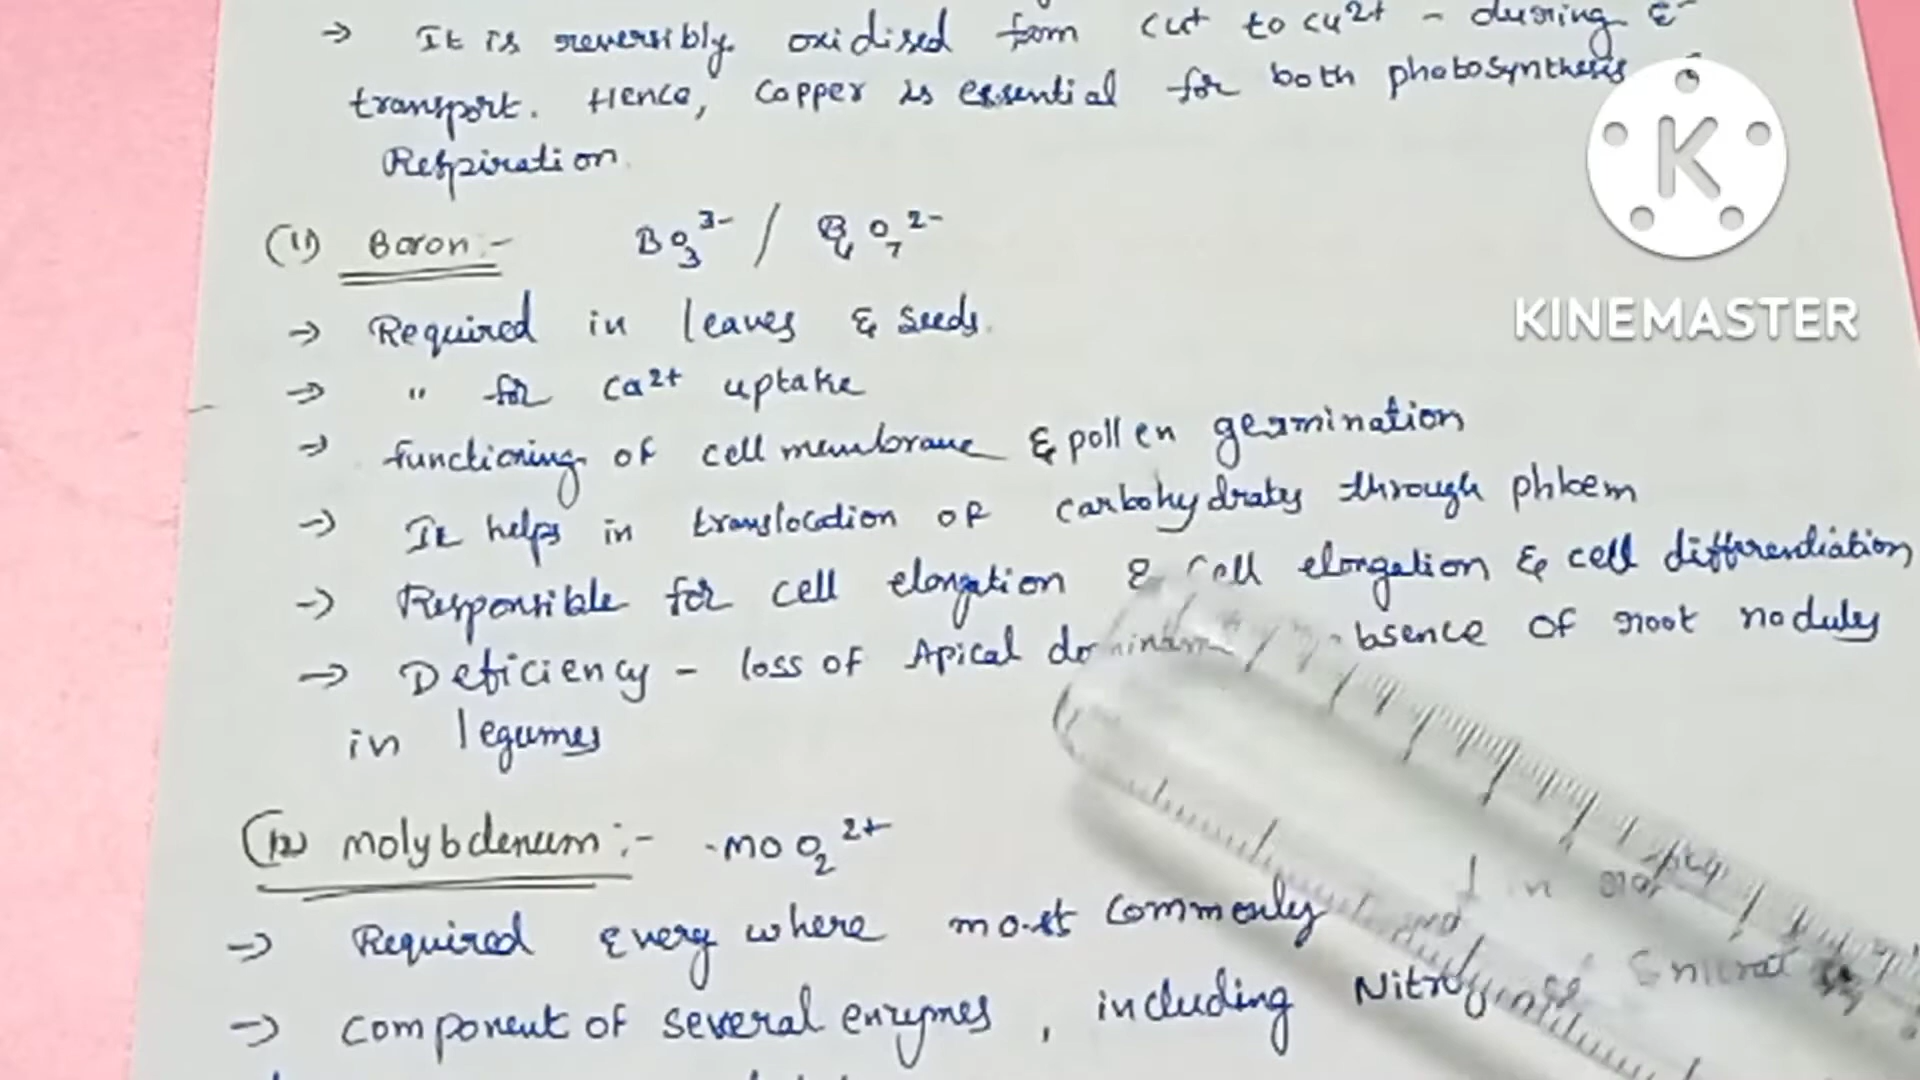 → It is reversibly oxidised from Cu+ to Cu2+ - during e-
transport. Hence, Copper is essential for both photosynthesis
Respiration.
(11) Boron :- BO3 3- / B4O7 2-
→ Required in leaves & seeds.
→ " for Ca2+ uptake
→ functioning of cell membrane & pollen germination
→ It helps in translocation of carbohydrates through phloem
→ Responsible for cell elongation & cell elongation & cell differentiation
→ Deficiency - loss of Apical dominance / absence of root nodules
in legumes
(12) Molybdenum :- MoO2 2+
→ Required Every where most commonly in
→ component of several enzymes, including
KINEMASTER